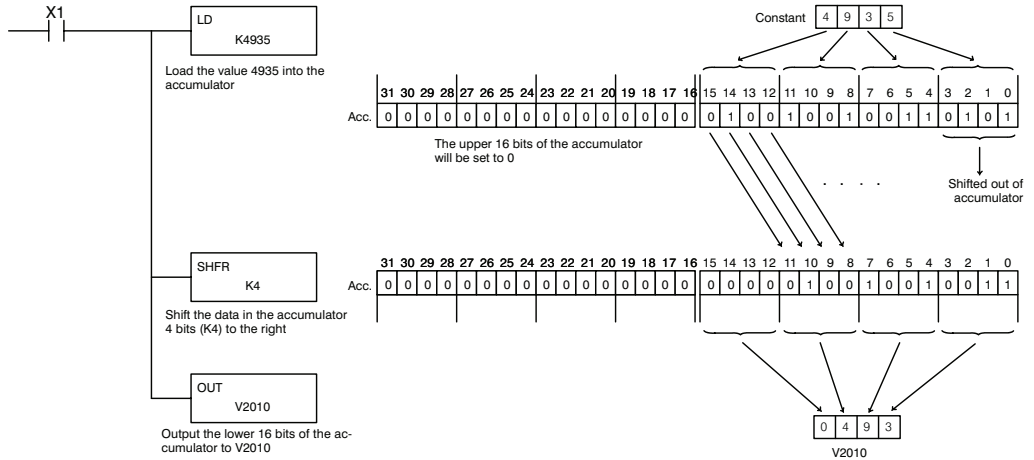 X1
LD
K4935
Load the value 4935 into the
accumulator
Constant 4 9 3 5
31 30 29 28 27 26 25 24 23 22 21 20 19 18 17 16 15 14 13 12 11 10 9 8 7 6 5 4 3 2 1 0
Acc. 0 0 0 0 0 0 0 0 0 0 0 0 0 0 0 0 0 1 0 0 1 0 0 1 0 0 1 1 0 1 0 1
The upper 16 bits of the accumulator
will be set to 0
. . . .
Shifted out of
accumulator
SHFR
K4
Shift the data in the accumulator
4 bits (K4) to the right
31 30 29 28 27 26 25 24 23 22 21 20 19 18 17 16 15 14 13 12 11 10 9 8 7 6 5 4 3 2 1 0
Acc. 0 0 0 0 0 0 0 0 0 0 0 0 0 0 0 0 0 0 0 0 0 1 0 0 1 0 0 1 0 0 1 1
OUT
V2010
Output the lower 16 bits of the ac-
cumulator to V2010
0 4 9 3
V2010